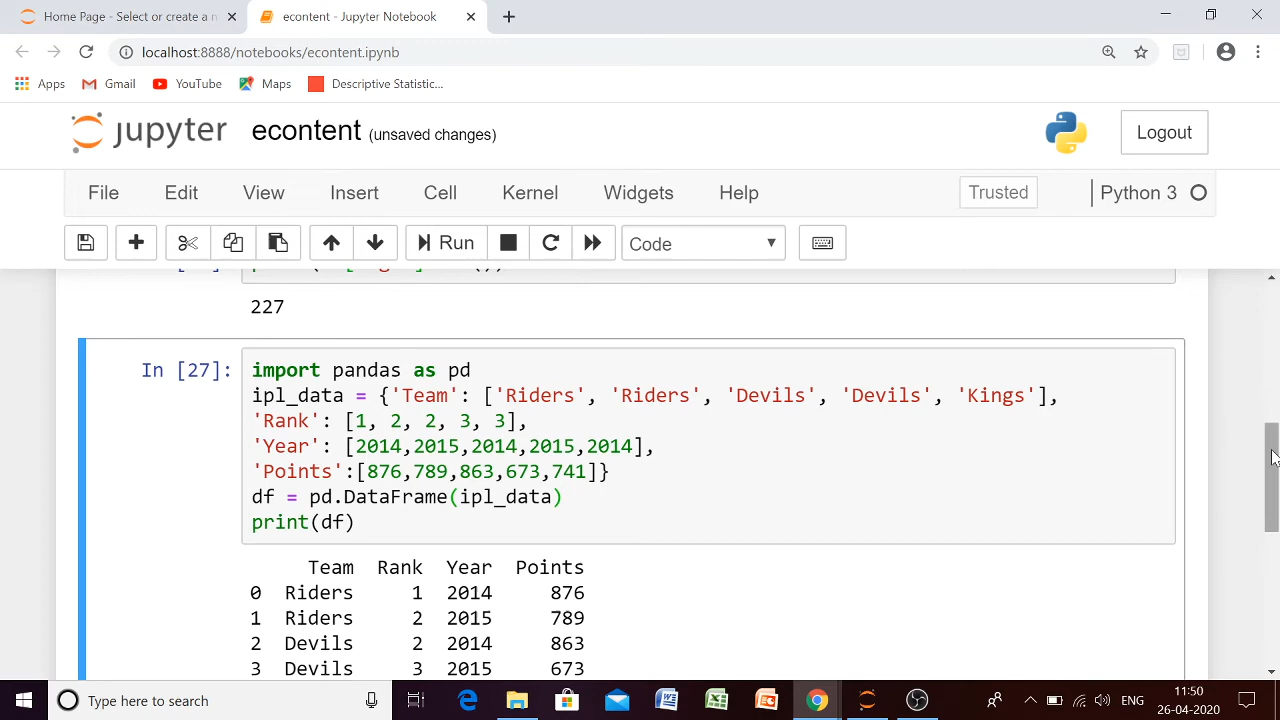 Home Page - Select or create a n
econtent - Jupyter Notebook
localhost:8888/notebooks/econtent.ipynb
Apps Gmail YouTube Maps Descriptive Statistic...
jupyter econtent (unsaved changes) Logout
File Edit View Insert Cell Kernel Widgets Help Trusted Python 3
Run Code
227
In [27]: import pandas as pd
ipl_data = {'Team': ['Riders', 'Riders', 'Devils', 'Devils', 'Kings'],
'Rank': [1, 2, 2, 3, 3],
'Year': [2014,2015,2014,2015,2014],
'Points':[876,789,863,673,741]}
df = pd.DataFrame(ipl_data)
print(df)
Team Rank Year Points
0 Riders 1 2014 876
1 Riders 2 2015 789
2 Devils 2 2014 863
3 Devils 3 2015 673
Type here to search
ENG
11:50
26-04-2020